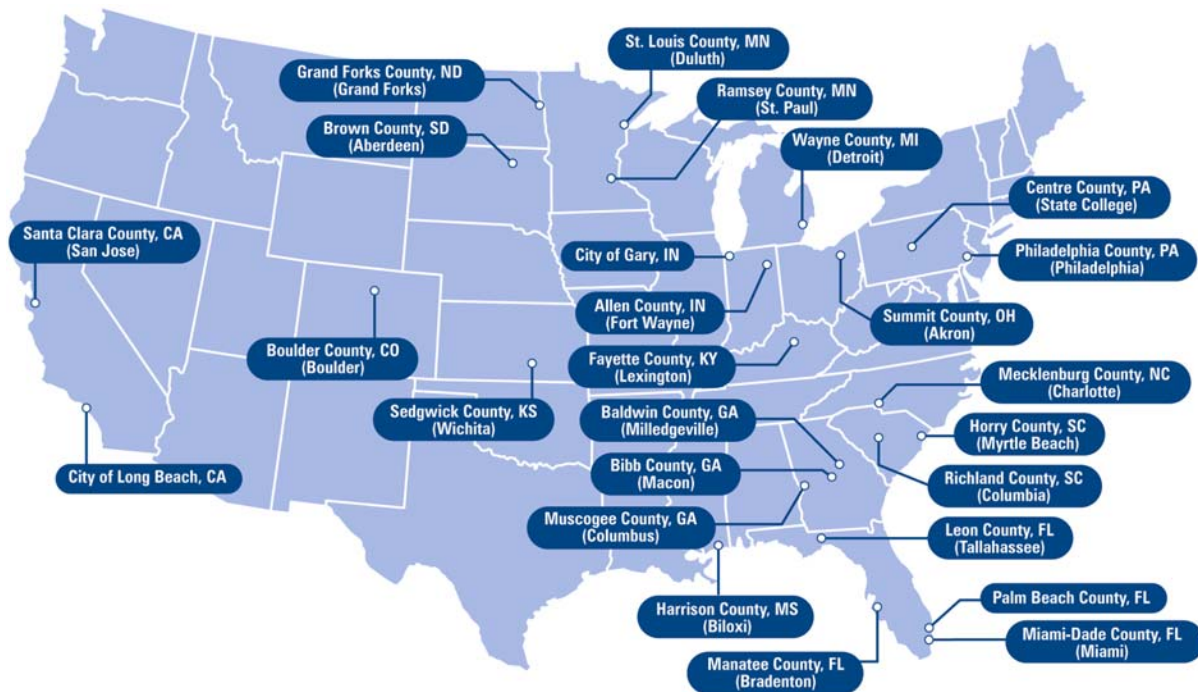 St. Louis County, MN
(Duluth)
Grand Forks County, ND
(Grand Forks)
Ramsey County, MN
(St. Paul)
Brown County, SD
(Aberdeen)
Wayne County, MI
(Detroit)
Centre County, PA
(State College)
Santa Clara County, CA
(San Jose)
City of Gary, IN
Philadelphia County, PA
(Philadelphia)
Allen County, IN
(Fort Wayne)
Summit County, OH
(Akron)
Boulder County, CO
(Boulder)
Fayette County, KY
(Lexington)
Mecklenburg County, NC
(Charlotte)
Sedgwick County, KS
(Wichita)
Baldwin County, GA
(Milledgeville)
Horry County, SC
(Myrtle Beach)
City of Long Beach, CA
Bibb County, GA
(Macon)
Richland County, SC
(Columbia)
Muscogee County, GA
(Columbus)
Leon County, FL
(Tallahassee)
Harrison County, MS
(Biloxi)
Palm Beach County, FL
Miami-Dade County, FL
(Miami)
Manatee County, FL
(Bradenton)